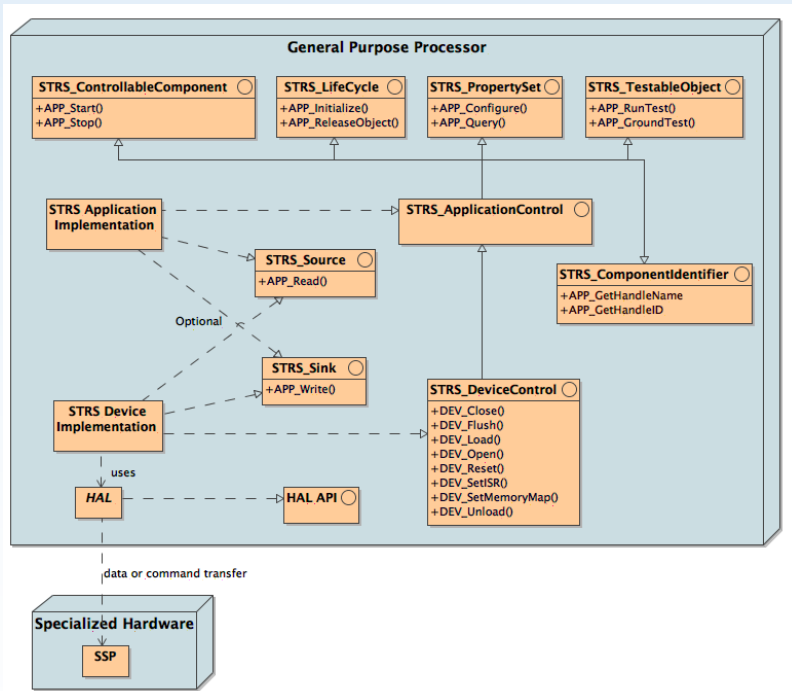 General Purpose Processor
STRS_ControllableComponent
+APP_Start()
+APP_Stop()
STRS_LifeCycle
+APP_Initialize()
+APP_ReleaseObject()
STRS_PropertySet
+APP_Configure()
+APP_Query()
STRS_TestableObject
+APP_RunTest()
+APP_GroundTest()
STRS Application
Implementation
STRS_ApplicationControl
STRS_Source
+APP_Read()
STRS_ComponentIdentifier
+APP_GetHandleName
+APP_GetHandleID
Optional
STRS_Sink
+APP_Write()
STRS_DeviceControl
+DEV_Close()
+DEV_Flush()
+DEV_Load()
+DEV_Open()
+DEV_Reset()
+DEV_SetISR()
+DEV_SetMemoryMap()
+DEV_Unload()
STRS Device
Implementation
uses
HAL
HAL API
data or command transfer
Specialized Hardware
SSP